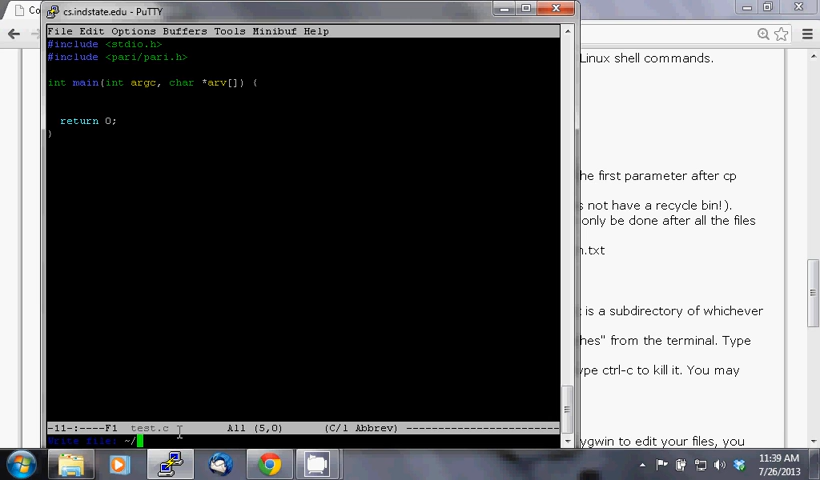 cs.indstate.edu - PuTTY
Co
File Edit Options Buffers Tools Minibuf Help
#include <stdio.h>
#include <pari/pari.h>
int main(int argc, char *arv[]) {
return 0;
}
Linux shell commands.
the first parameter after cp
s not have a recycle bin!).
only be done after all the files
n.txt
is a subdirectory of whichever
hes" from the terminal. Type
ype ctrl-c to kill it. You may
ygwin to edit your files, you
-11-:----F1 test.c All (5,0) (C/l Abbrev)
Write file: ~/
11:39 AM
7/26/2013